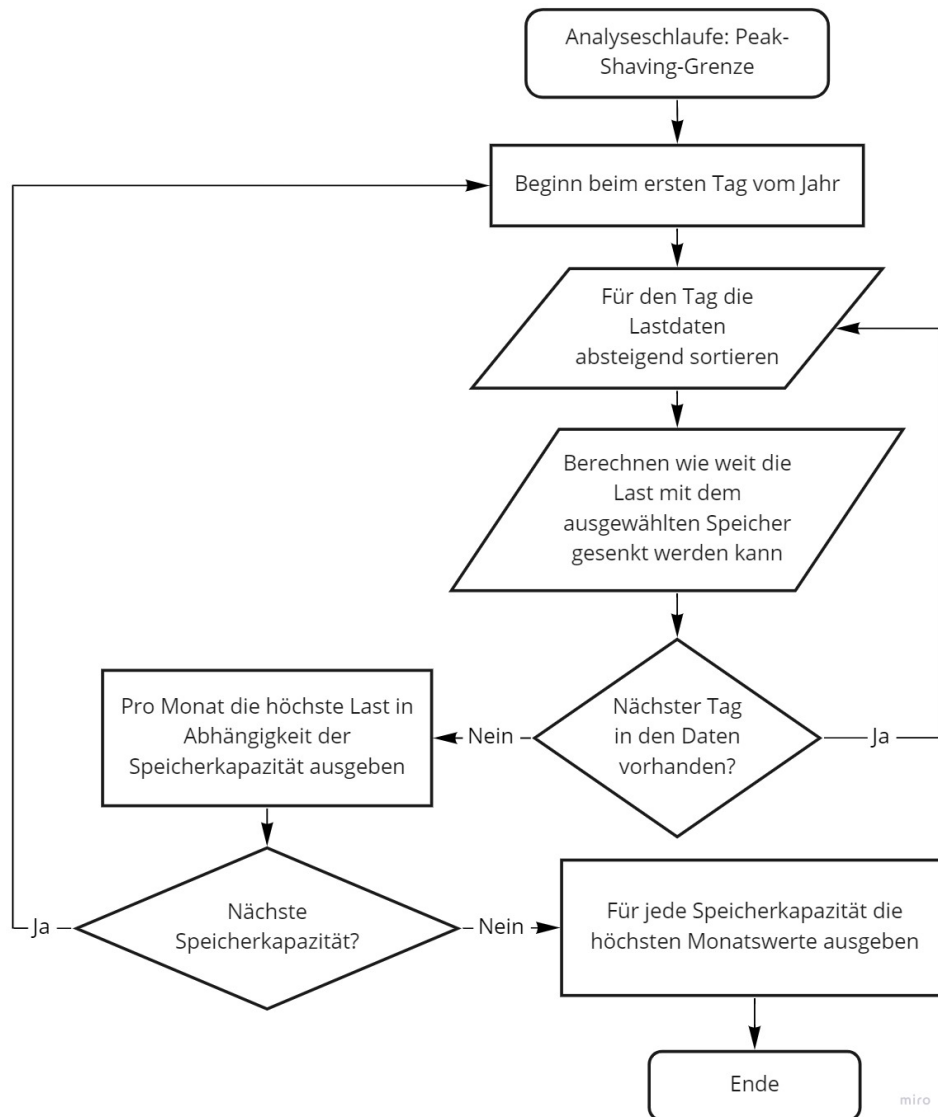 Analyseschlaufe: Peak-
Shaving-Grenze
Beginn beim ersten Tag vom Jahr
Für den Tag die
Lastdaten
absteigend sortieren
Berechnen wie weit die
Last mit dem
ausgewählten Speicher
gesenkt werden kann
Nächster Tag
in den Daten
vorhanden?
Ja
Nein
Pro Monat die höchste Last in
Abhängigkeit der
Speicherkapazität ausgeben
Nächste
Speicherkapazität?
Ja
Nein
Für jede Speicherkapazität die
höchsten Monatswerte ausgeben
Ende
miro